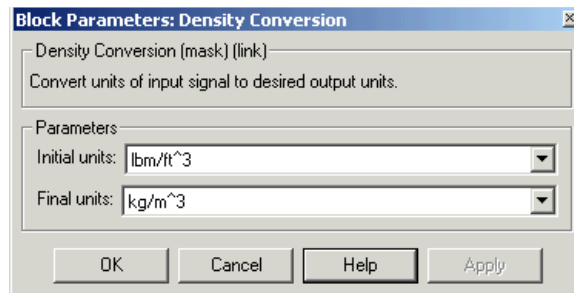 Block Parameters: Density Conversion
Density Conversion (mask) (link)
Convert units of input signal to desired output units.
Parameters
Initial units: lbm/ft^3
Final units: kg/m^3
OK Cancel Help Apply